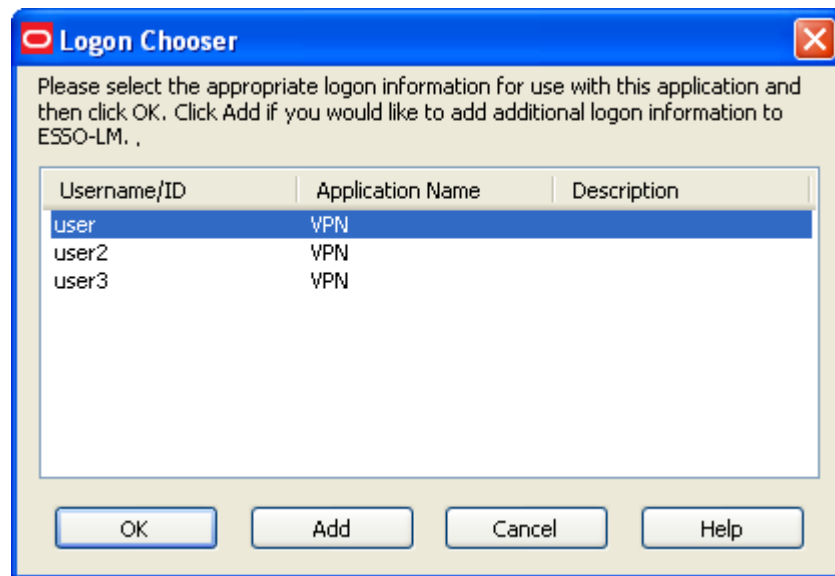 Logon Chooser
Please select the appropriate logon information for use with this application and
then click OK. Click Add if you would like to add additional logon information to
ESSO-LM. .
Username/ID Application Name Description
user VPN
user2 VPN
user3 VPN
OK Add Cancel Help